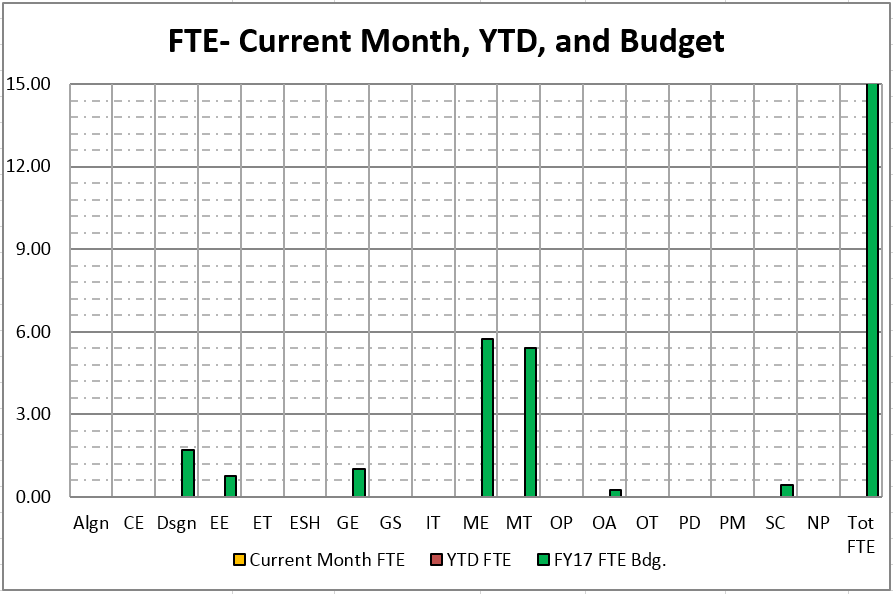 FTE- Current Month, YTD, and Budget
15.00
12.00
9.00
6.00
3.00
0.00
Algn CE Dsgn EE ET ESH GE GS IT ME MT OP OA OT PD PM SC NP Tot
FTE
Current Month FTE YTD FTE FY17 FTE Bdg.